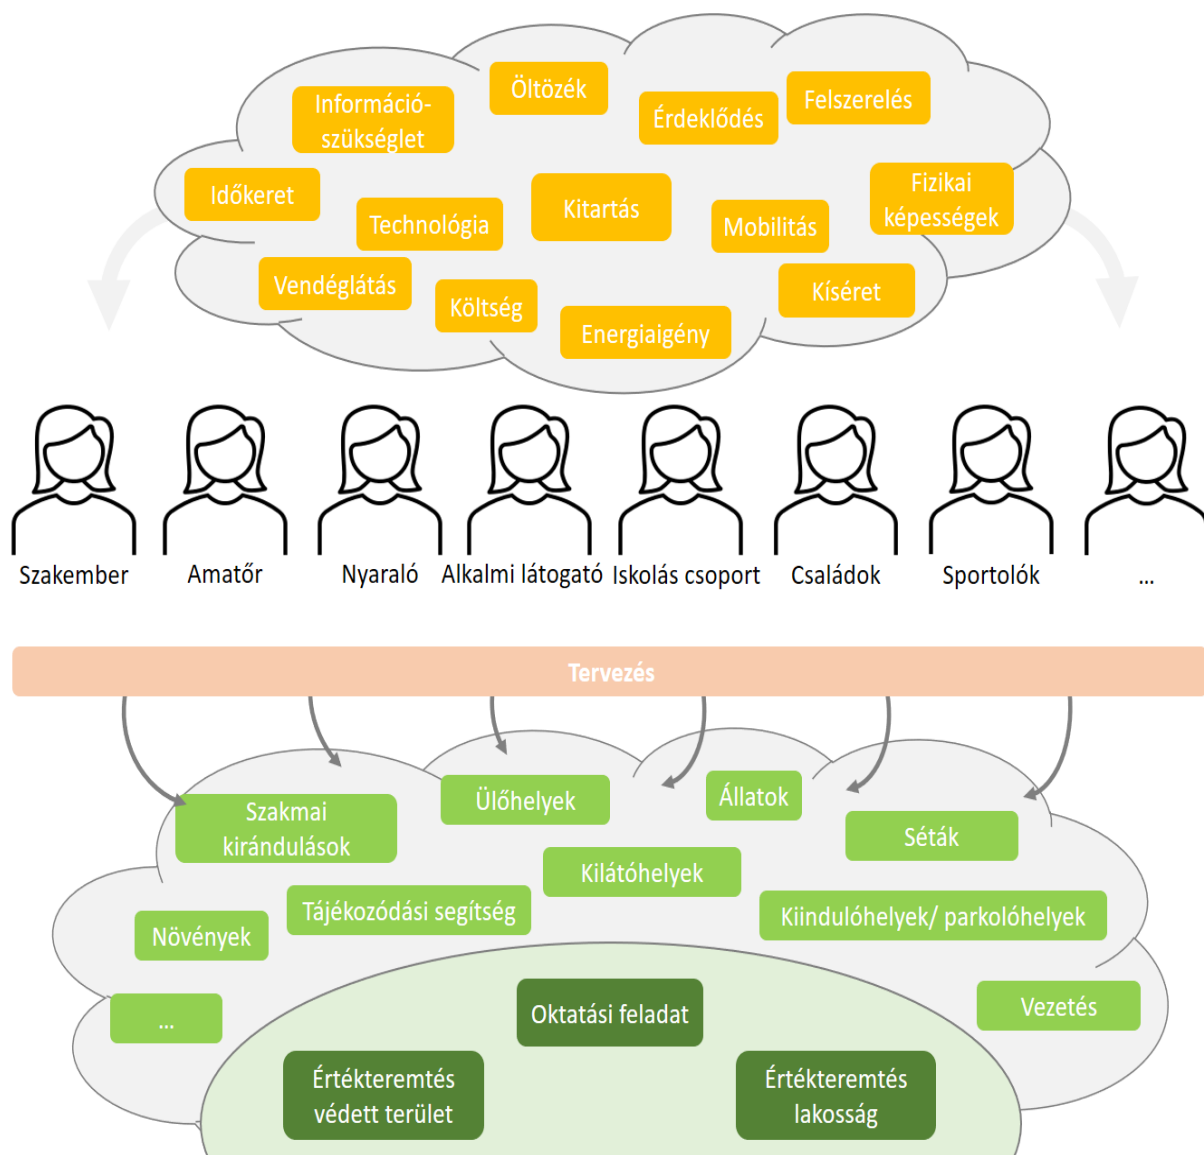 Információ-
szükséglet
Öltözék
Érdeklődés
Felszerelés
Időkeret
Technológia
Kitartás
Mobilitás
Fizikai
képességek
Vendéglátás
Költség
Energiaigény
Kíséret
Szakember
Amatőr
Nyaraló
Alkalmi látogató
Iskolás csoport
Családok
Sportolók
...
Tervezés
Szakmai
kirándulások
Ülőhelyek
Állatok
Séták
Kilátóhelyek
Tájékozódási segítség
Kiindulóhelyek/ parkolóhelyek
Növények
...
Vezetés
Oktatási feladat
Értékteremtés
védett terület
Értékteremtés
lakosság